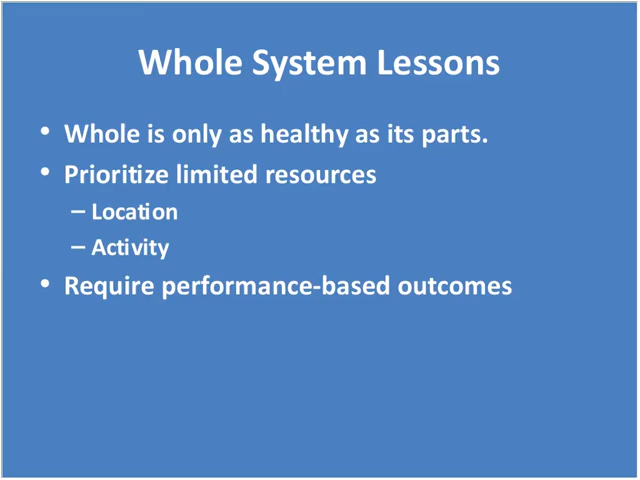 Whole System Lessons
• Whole is only as healthy as its parts.
• Prioritize limited resources
– Location
– Activity
• Require performance-based outcomes